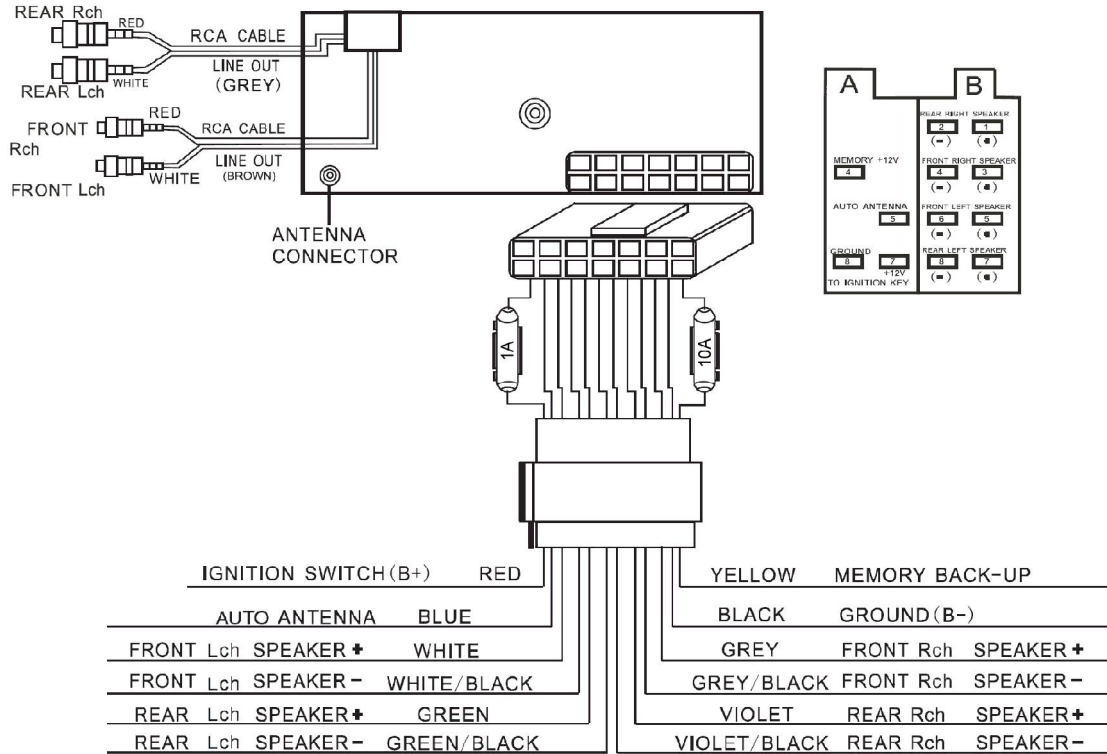 REAR Rch
RED
RCA CABLE
LINE OUT
(GREY)
WHITE
REAR Lch
RED
FRONT
Rch
RCA CABLE
LINE OUT
(BROWN)
WHITE
FRONT Lch
ANTENNA
CONNECTOR
A
B
REAR RIGHT SPEAKER
2 1
(-) (+)
MEMORY +12V
4
FRONT RIGHT SPEAKER
4 3
(-) (+)
AUTO ANTENNA
5
FRONT LEFT SPEAKER
6 5
(-) (+)
GROUND
8 7
+12V
TO IGNITION KEY
REAR LEFT SPEAKER
8 7
(-) (+)
1A
10A
IGNITION SWITCH(B+) RED
AUTO ANTENNA BLUE
FRONT Lch SPEAKER+ WHITE
FRONT Lch SPEAKER- WHITE/BLACK
REAR Lch SPEAKER+ GREEN
REAR Lch SPEAKER- GREEN/BLACK
YELLOW MEMORY BACK-UP
BLACK GROUND(B-)
GREY FRONT Rch SPEAKER+
GREY/BLACK FRONT Rch SPEAKER-
VIOLET REAR Rch SPEAKER+
VIOLET/BLACK REAR Rch SPEAKER-